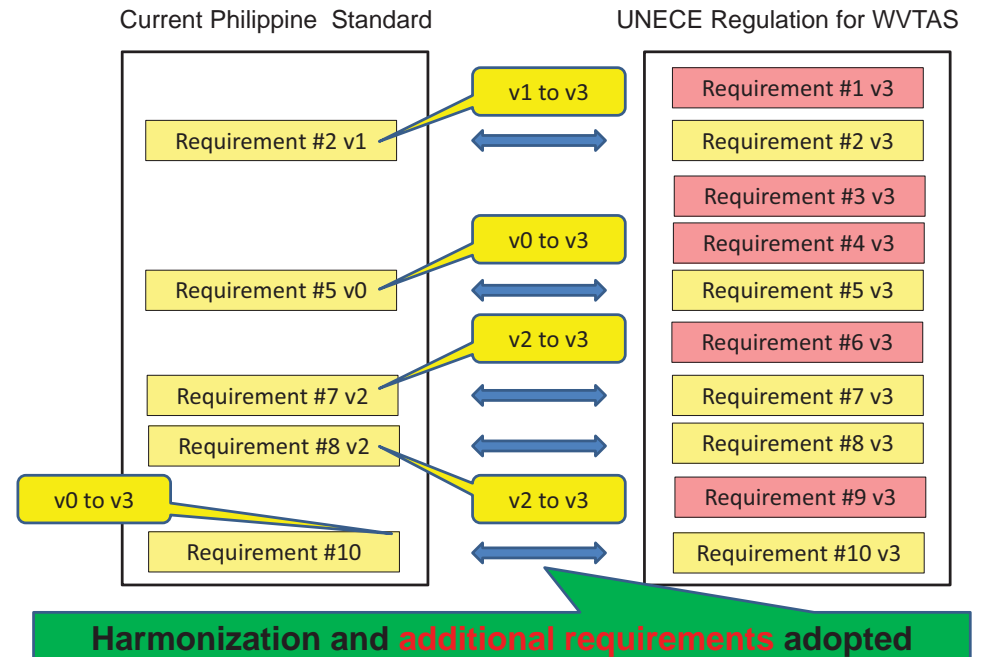 Current Philippine Standard
UNECE Regulation for WVTAS
v1 to v3
Requirement #1 v3
Requirement #2 v1
Requirement #2 v3
Requirement #3 v3
v0 to v3
Requirement #4 v3
Requirement #5 v0
Requirement #5 v3
v2 to v3
Requirement #6 v3
Requirement #7 v2
Requirement #7 v3
Requirement #8 v2
Requirement #8 v3
v0 to v3
v2 to v3
Requirement #9 v3
Requirement #10
Requirement #10 v3
Harmonization and additional requirements adopted